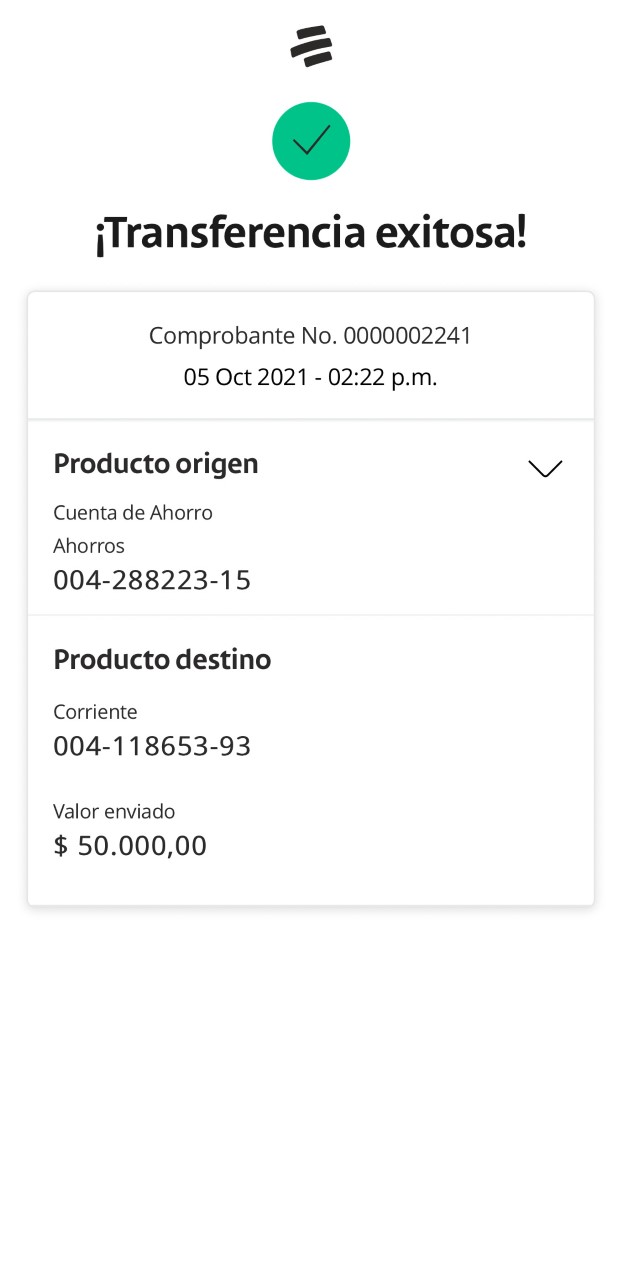 ¡Transferencia exitosa!
Comprobante No. 0000002241
05 Oct 2021 - 02:22 p.m.
Producto origen
Cuenta de Ahorro
Ahorros
004-288223-15
Producto destino
Corriente
004-118653-93
Valor enviado
$ 50.000,00